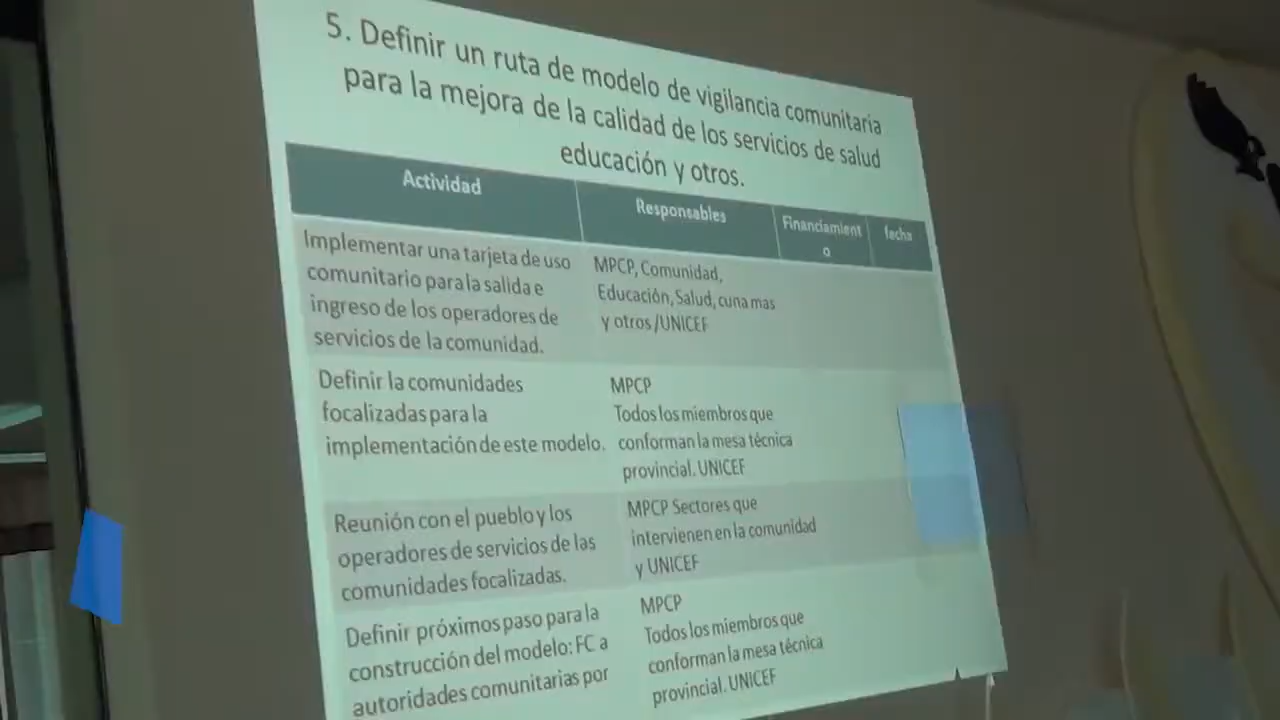 5. Definir un ruta de modelo de vigilancia comunitaria
para la mejora de la calidad de los servicios de salud
educación y otros.
Actividad
Responsables
Financiamient
o
fecha
Implementar una tarjeta de uso
comunitario para la salida e
ingreso de los operadores de
servicios de la comunidad.
MPCP, Comunidad,
Educación, Salud, cuna mas
y otros /UNICEF
Definir la comunidades
focalizadas para la
implementación de este modelo.
MPCP
Todos los miembros que
conforman la mesa técnica
provincial. UNICEF
Reunión con el pueblo y los
operadores de servicios de las
comunidades focalizadas.
MPCP Sectores que
intervienen en la comunidad
y UNICEF
Definir próximos paso para la
construcción del modelo: FC a
autoridades comunitarias por
MPCP
Todos los miembros que
conforman la mesa técnica
provincial. UNICEF